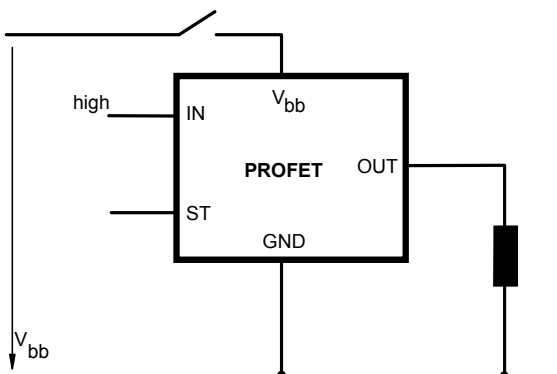 high
IN
V bb
PROFET
OUT
ST
GND
V bb